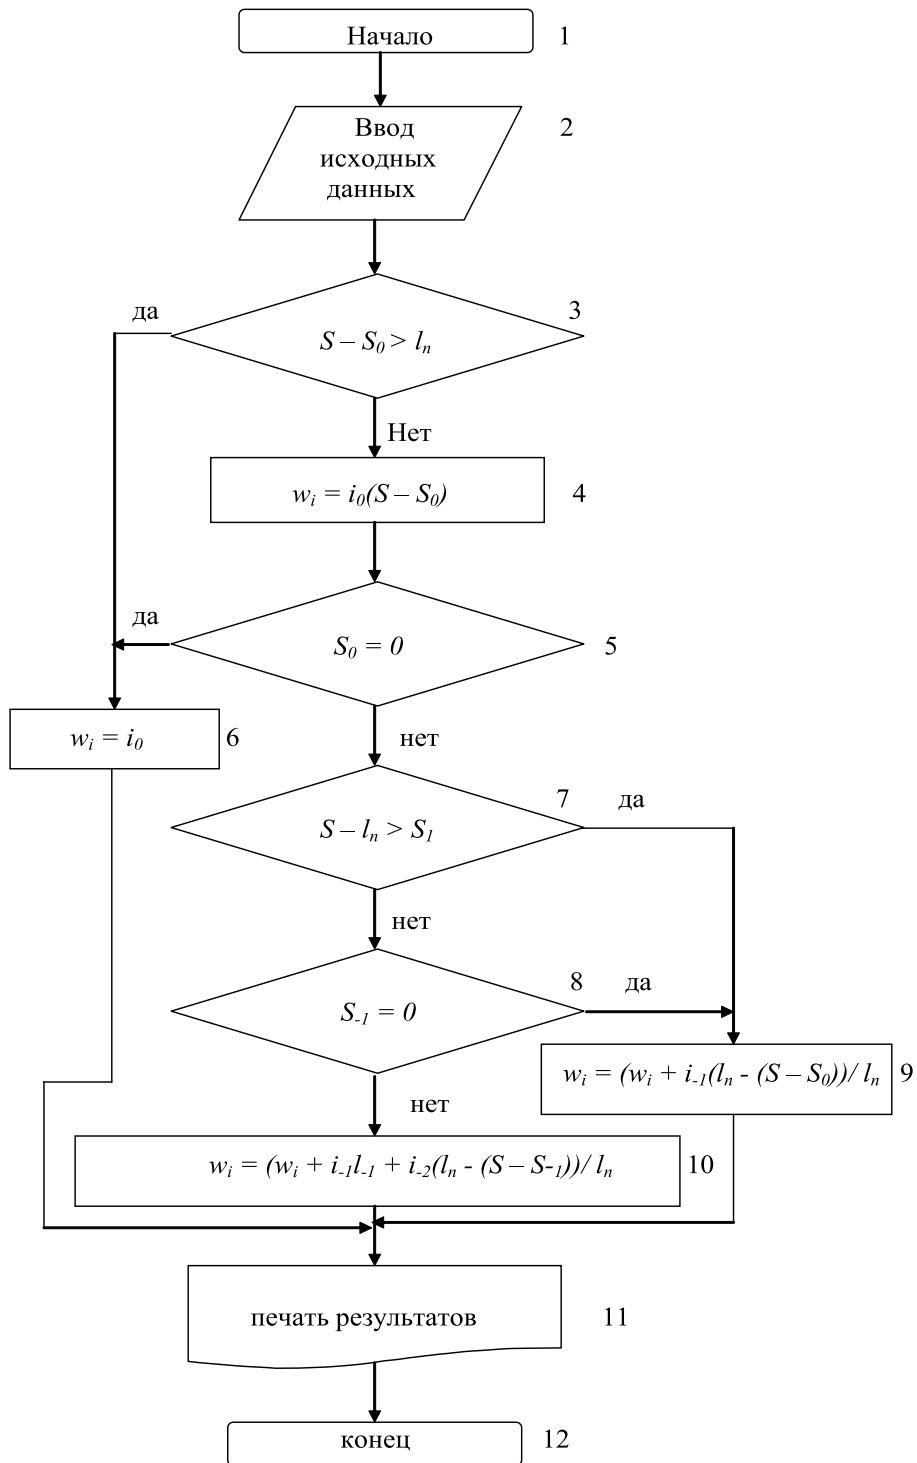 Начало 1
Ввод 2
исходных
данных
да 3
S – S₀ > lₙ
Нет
wᵢ = i₀(S – S₀) 4
да
S₀ = 0 5
wᵢ = i₀ 6
нет
7 да
S – lₙ > S₁
нет
8 да
S₋₁ = 0
wᵢ = (wᵢ + i₋₁(lₙ - (S – S₀))/ lₙ 9
нет
wᵢ = (wᵢ + i₋₁l₋₁ + i₋₂(lₙ - (S – S-₁))/ lₙ 10
печать результатов 11
конец 12